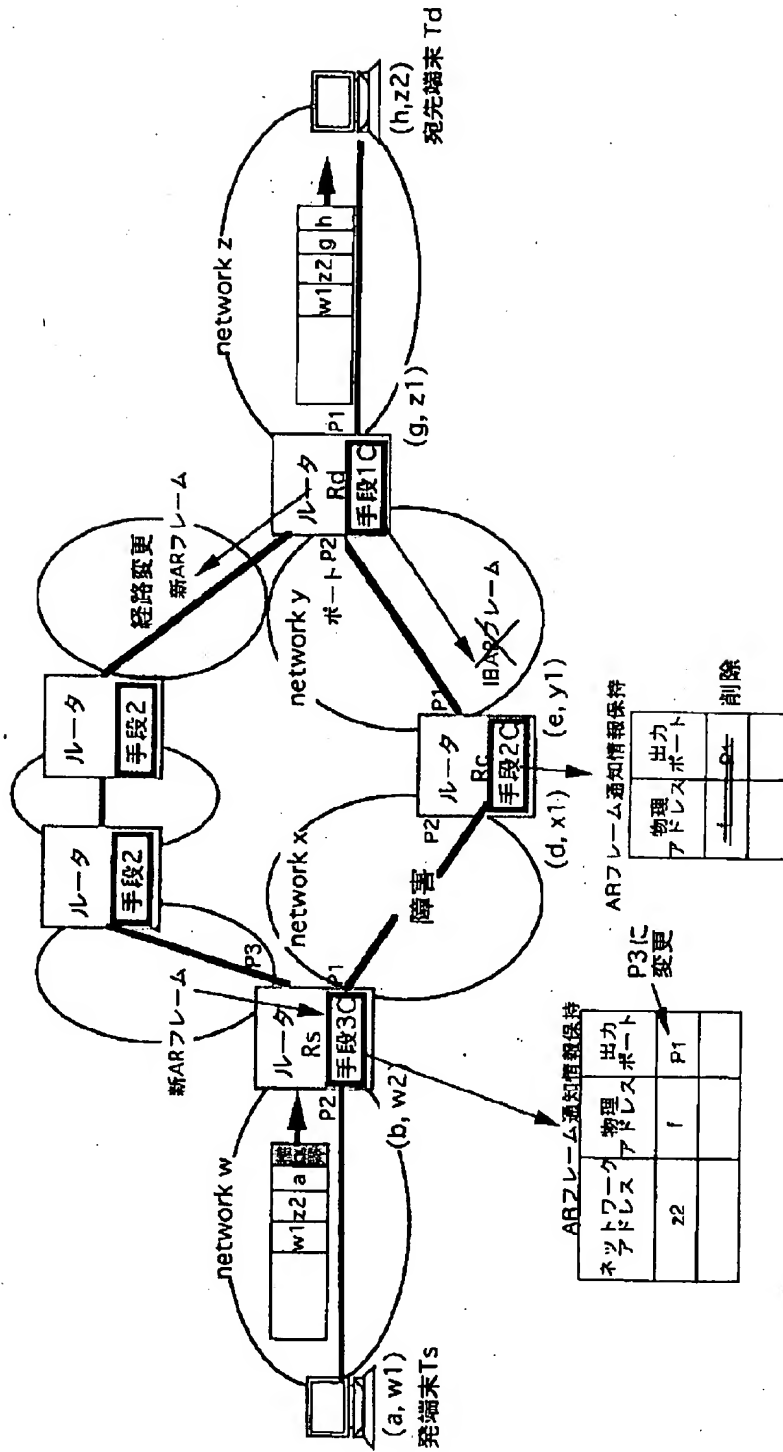 network w
w1 z2 a
(a, w1)
発端末Ts
P2
(b, w2)
新ARフレーム
ルータ
Rs
手段3C
P3
P1
ルータ
手段2
ルータ
手段2
network x
障害
P2
ルータ
Rc
手段2C
P1
(d, x1)
(e, y1)
network y
旧ARフレーム
経路変更
新ARフレーム
P2
ポート
ルータ
Rd
手段1C
P1
(g, z1)
network z
w1 z2 g h
(h,z2)
宛先端末 Td
ARフレーム通知情報保持
ネットワークアドレス
物理アドレス
出力ポート
z2
f
P1
P3に
変更
ARフレーム通知情報保持
物理アドレス
出力ポート
f
P1
削除